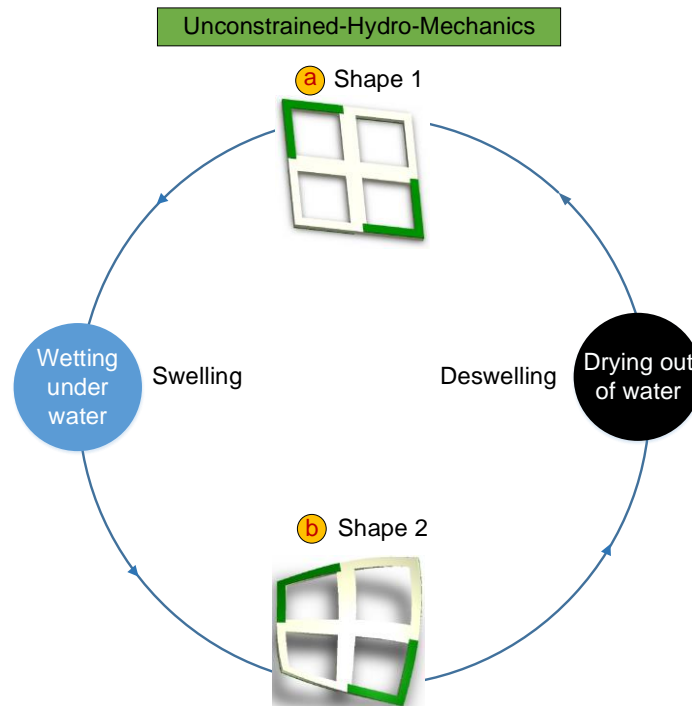 Unconstrained-Hydro-Mechanics
a Shape 1
Wetting
under
water
Swelling
Deswelling
Drying out
of water
b Shape 2